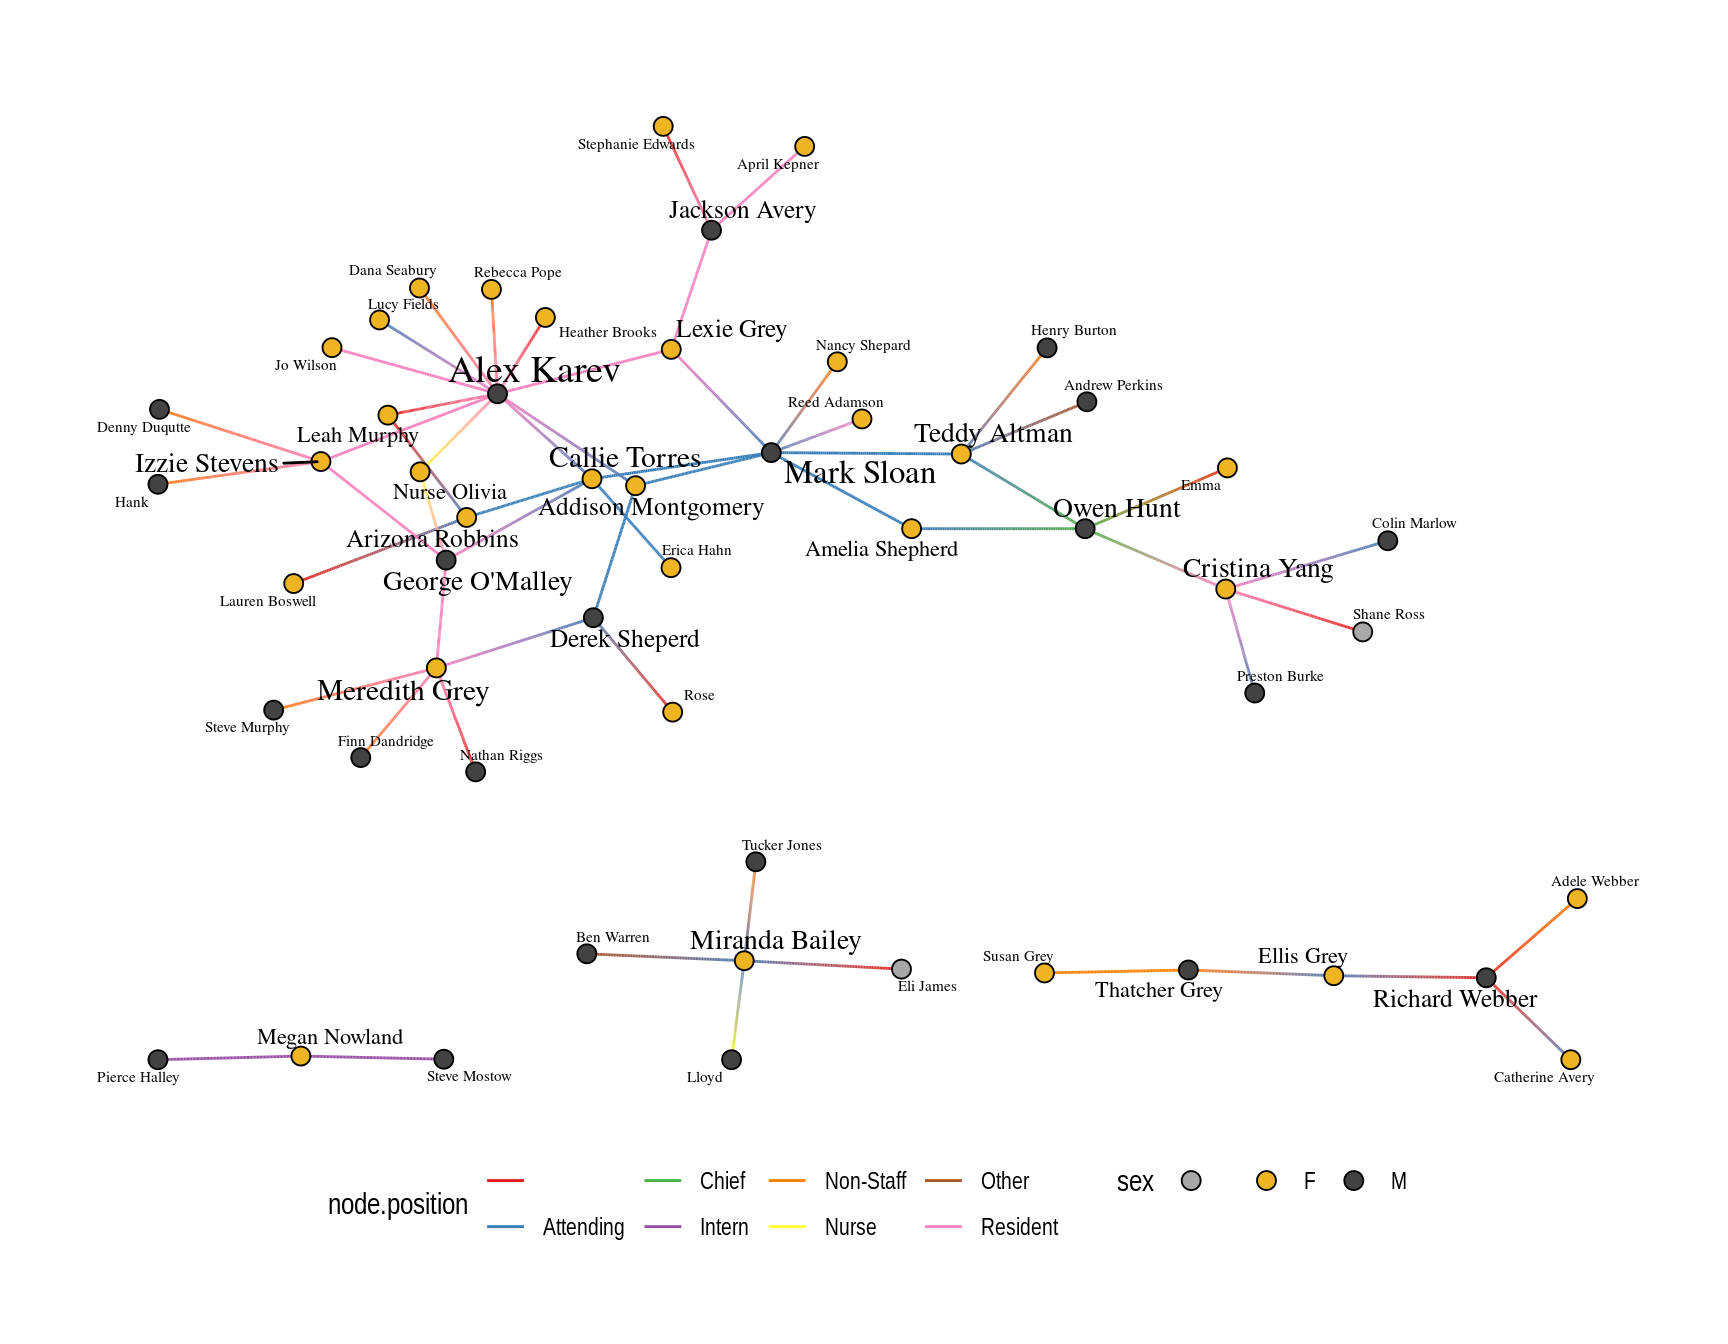 Stephanie Edwards
April Kepner
Jackson Avery
Dana Seabury
Rebecca Pope
Lucy Fields
Heather Brooks
Lexie Grey
Jo Wilson
Alex Karev
Nancy Shepard
Henry Burton
Andrew Perkins
Reed Adamson
Denny Duqutte
Leah Murphy
Teddy Altman
Izzie Stevens
Callie Torres
Mark Sloan
Hank
Nurse Olivia
Addison Montgomery
Emma
Owen Hunt
Colin Marlow
Arizona Robbins
Erica Hahn
Amelia Shepherd
Cristina Yang
George O'Malley
Lauren Boswell
Shane Ross
Derek Sheperd
Preston Burke
Meredith Grey
Rose
Steve Murphy
Finn Dandridge
Nathan Riggs
Tucker Jones
Adele Webber
Ben Warren
Miranda Bailey
Susan Grey
Ellis Grey
Eli James
Thatcher Grey
Richard Webber
Megan Nowland
Pierce Halley
Steve Mostow
Lloyd
Catherine Avery
node.position
Chief
Non-Staff
Other
Attending
Intern
Nurse
Resident
sex
F
M